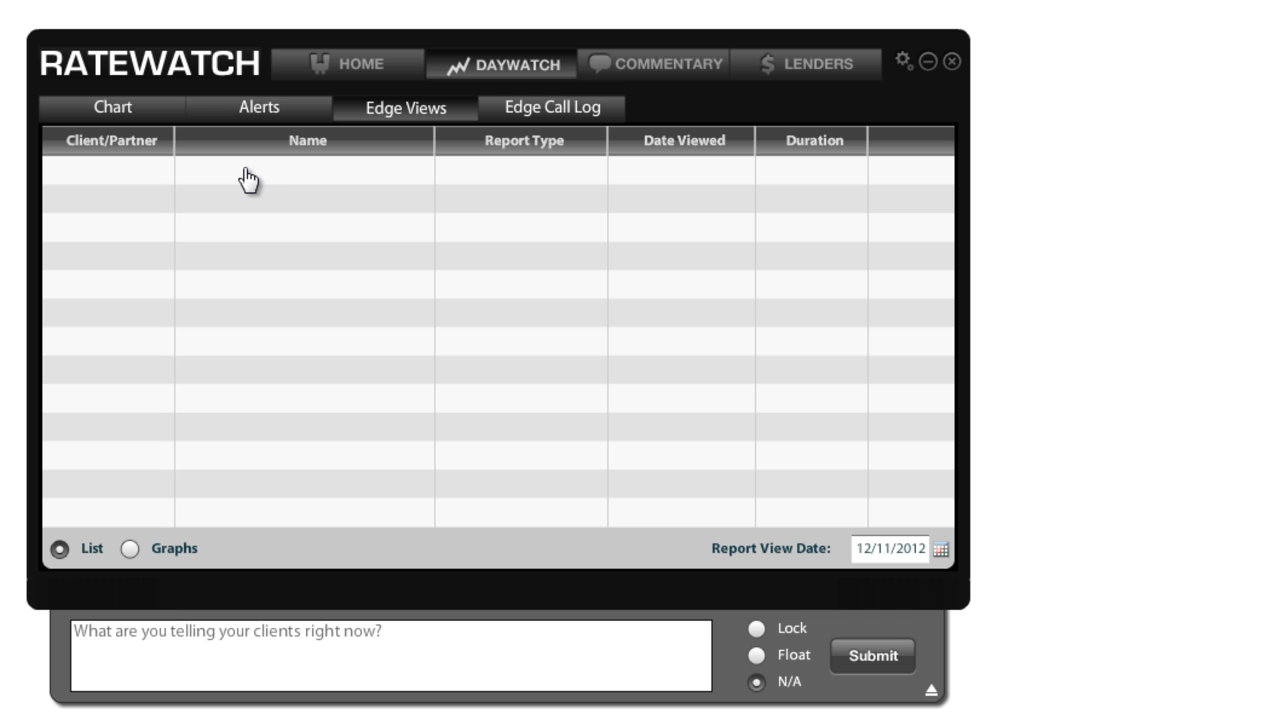 RATEWATCH HOME DAYWATCH COMMENTARY LENDERS
Chart Alerts Edge Views Edge Call Log
Client/Partner Name Report Type Date Viewed Duration
List Graphs Report View Date: 12/11/2012
What are you telling your clients right now?
Lock
Float
Submit
N/A